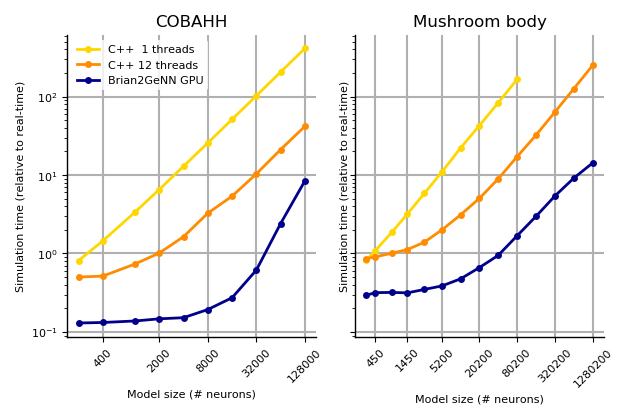 COBAHH
Mushroom body
C++  1 threads
C++ 12 threads
Brian2GeNN GPU
Simulation time (relative to real-time)
10²
10¹
10⁰
10⁻¹
400
2000
8000
32000
128000
Model size (# neurons)
Simulation time (relative to real-time)
450
1450
5200
20200
80200
320200
1280200
Model size (# neurons)